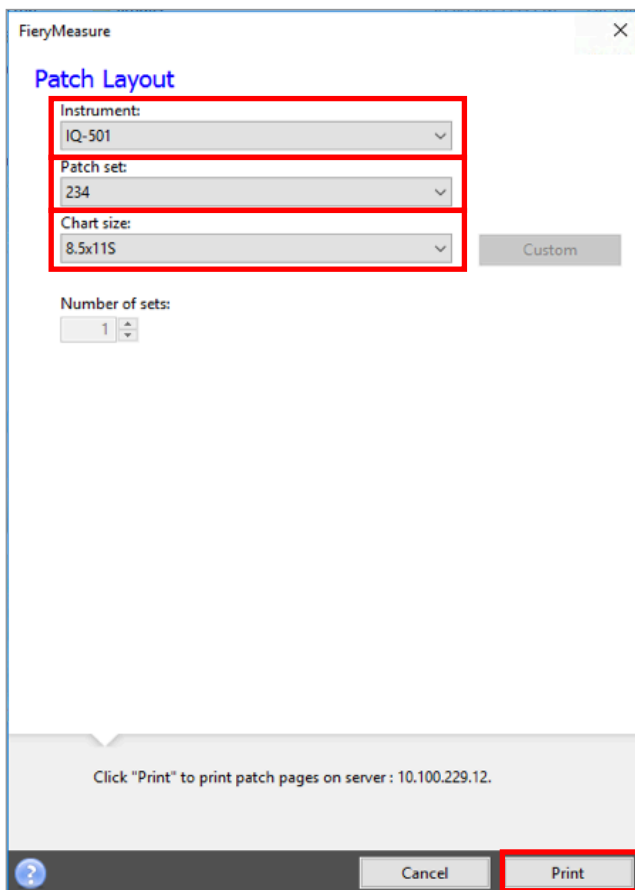 FieryMeasure
Patch Layout
Instrument:
IQ-501
Patch set:
234
Chart size:
8.5x11S
Custom
Number of sets:
1
Click "Print" to print patch pages on server : 10.100.229.12.
?
Cancel
Print